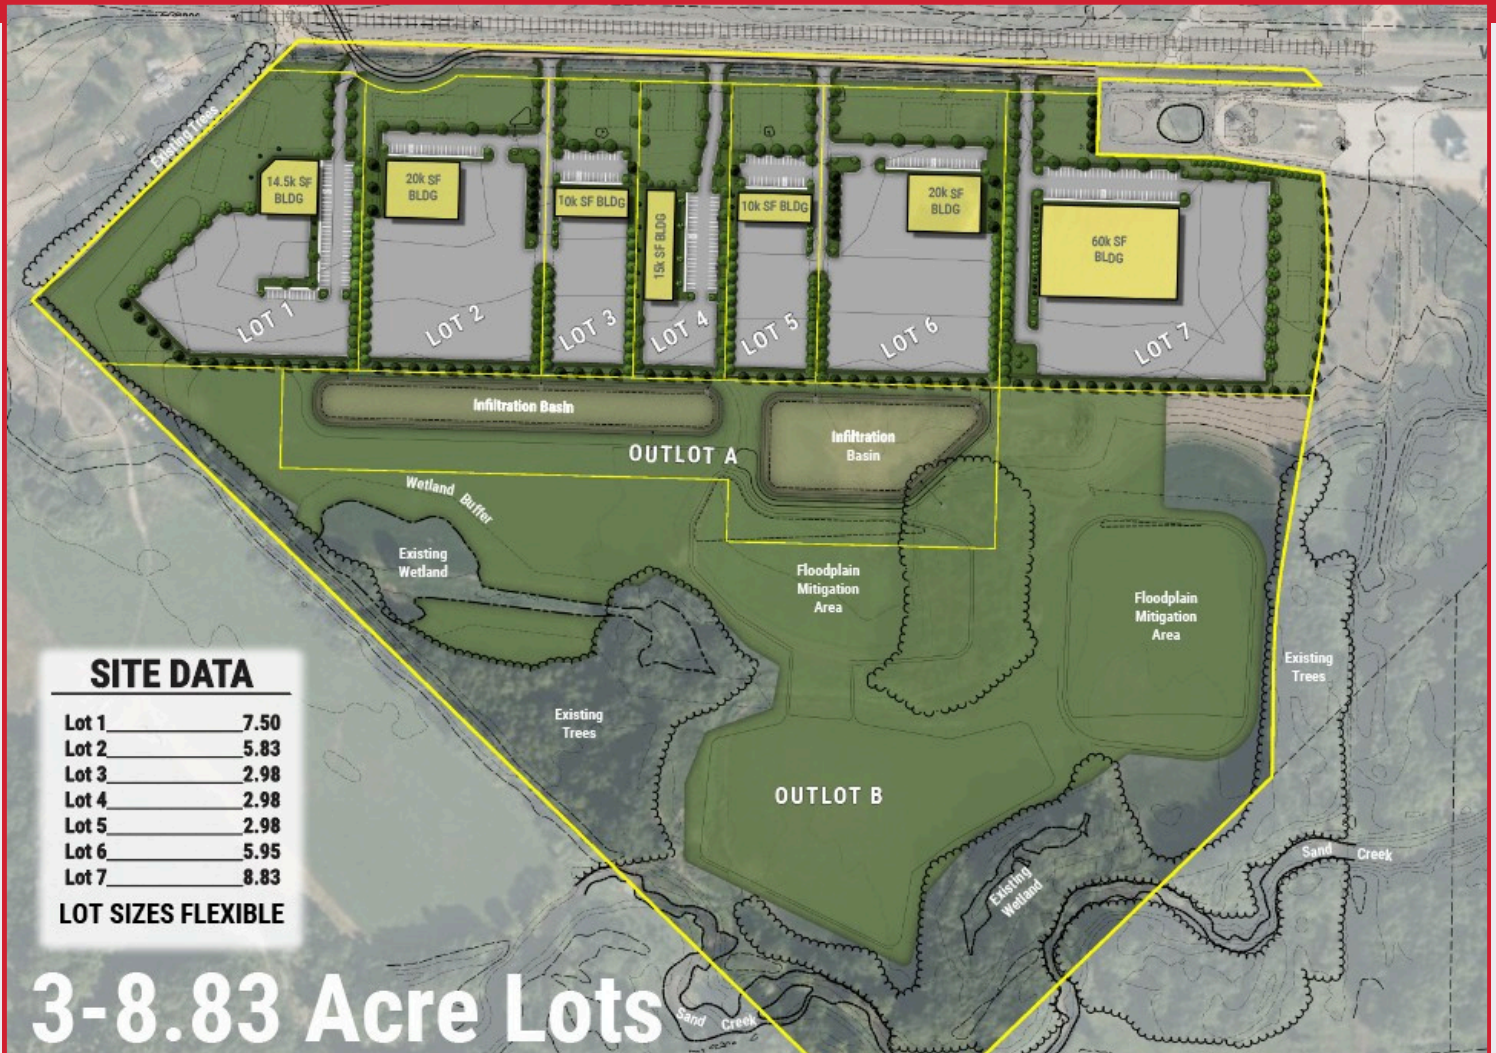 Existing Trees
14.5k SF
BLDG
20k SF
BLDG
10k SF BLDG
15k SF BLDG
10k SF BLDG
20k SF
BLDG
60k SF
BLDG
LOT 1
LOT 2
LOT 3
LOT 4
LOT 5
LOT 6
LOT 7
Infiltration Basin
Infiltration
Basin
OUTLOT A
Wetland Buffer
Existing
Wetland
Floodplain
Mitigation
Area
Floodplain
Mitigation
Area
Existing
Trees
Existing
Trees
OUTLOT B
Existing
Wetland
Sand Creek
Sand Creek
SITE DATA
Lot 1 7.50
Lot 2 5.83
Lot 3 2.98
Lot 4 2.98
Lot 5 2.98
Lot 6 5.95
Lot 7 8.83
LOT SIZES FLEXIBLE
3-8.83 Acre Lots